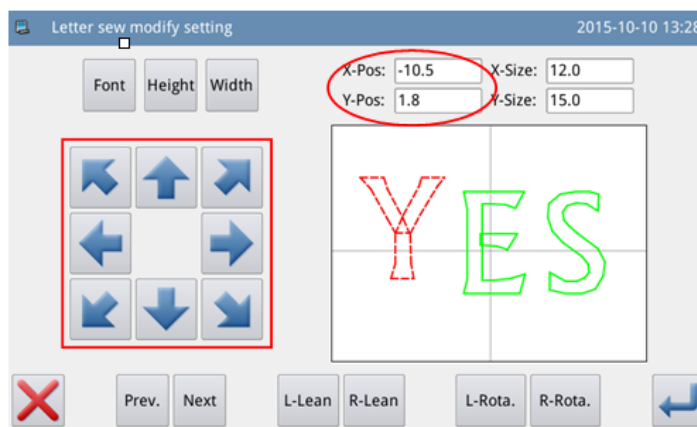 Letter sew modify setting 2015-10-10 13:28
Font Height Width
X-Pos: -10.5 X-Size: 12.0
Y-Pos: 1.8 Y-Size: 15.0
YES
Prev. Next L-Lean R-Lean L-Rota. R-Rota.